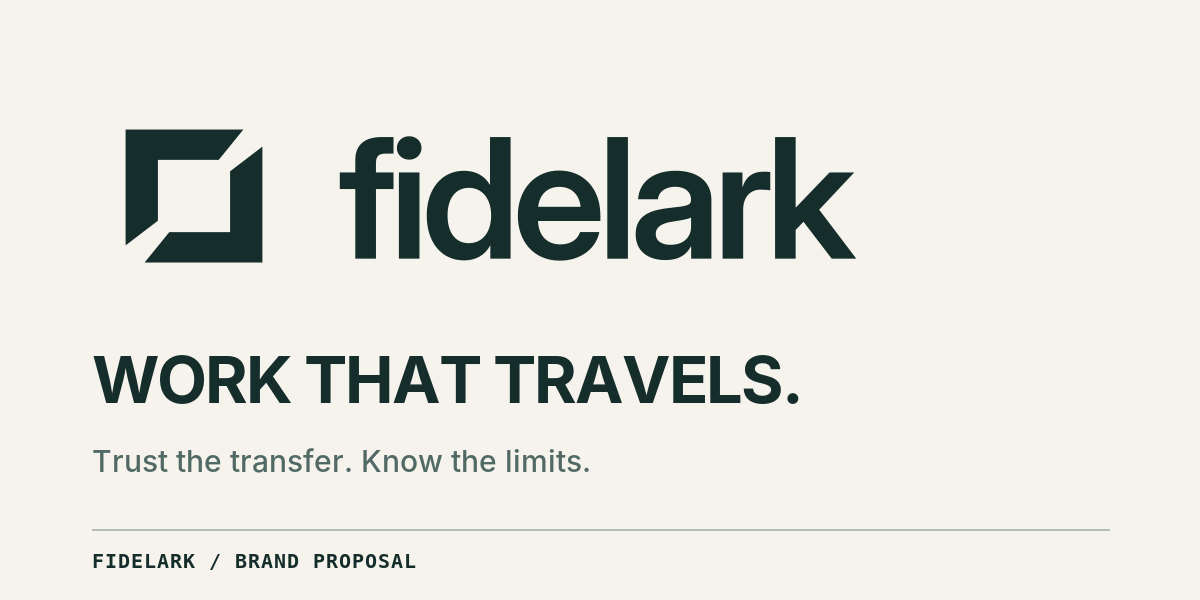 fidelark
WORK THAT TRAVELS.
Trust the transfer. Know the limits.
FIDELARK / BRAND PROPOSAL